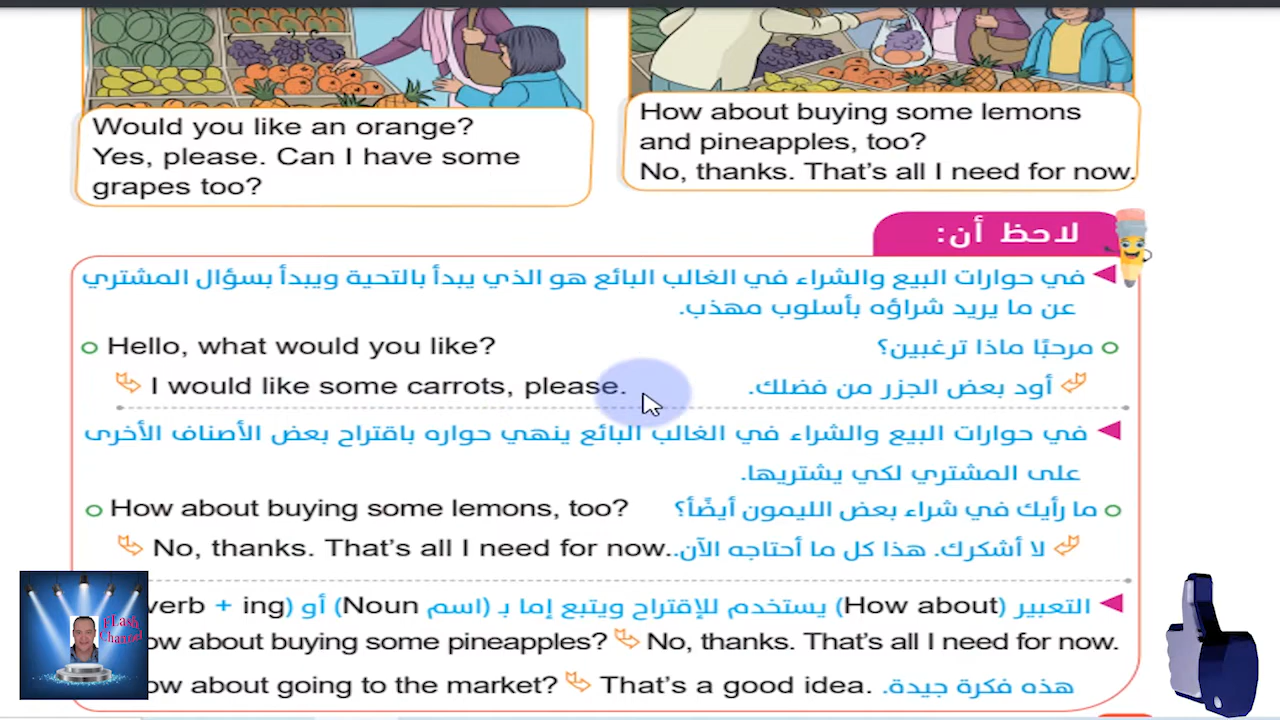 Would you like an orange?
Yes, please. Can I have some
grapes too?
How about buying some lemons
and pineapples, too?
No, thanks. That's all I need for now.
لاحظ أن:
في حوارات البيع والشراء في الغالب البائع هو الذي يبدأ بالتحية ويبدأ بسؤال المشتري
عن ما يريد شراؤه بأسلوب مهذب.
Hello, what would you like? مرحبًا ماذا ترغبين؟
I would like some carrots, please. أود بعض الجزر من فضلك.
في حوارات البيع والشراء في الغالب البائع ينهي حواره باقتراح بعض الأصناف الأخرى
على المشتري لكي يشتريها.
How about buying some lemons, too? ما رأيك في شراء بعض الليمون أيضًأ؟
No, thanks. That's all I need for now.. لا أشكرك. هذا كل ما أحتاجه الآن.
التعبير (How about) يستخدم للإقتراح ويتبع إما بـ (اسم Noun) أو (verb + ing
ow about buying some pineapples? No, thanks. That's all I need for now.
ow about going to the market? That's a good idea. هذه فكرة جيدة.
fLash
Channel